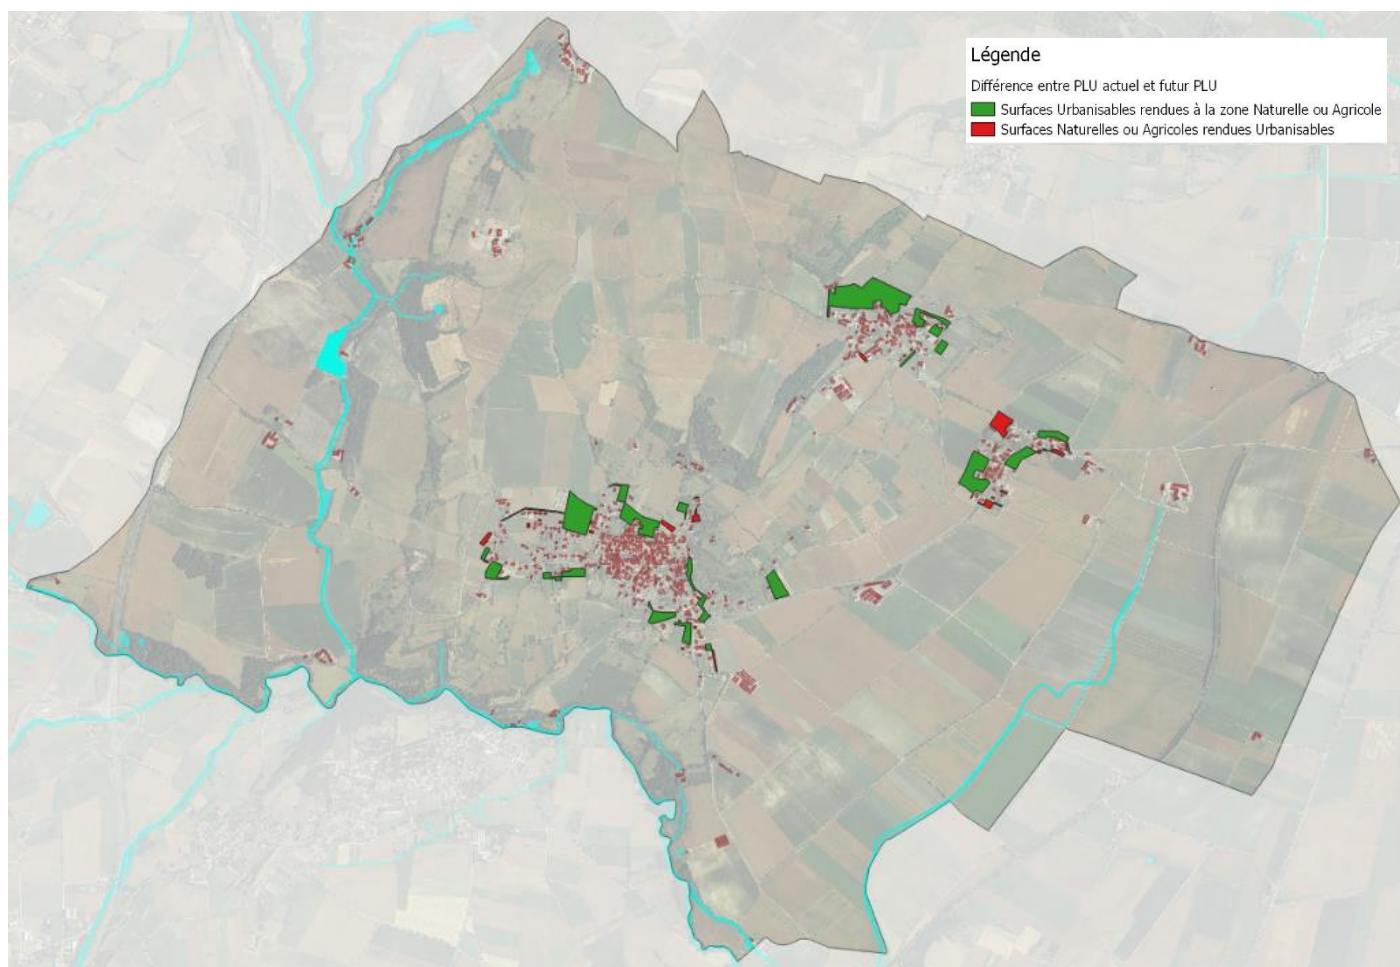 Légende
Différence entre PLU actuel et futur PLU
Surfaces Urbanisables rendues à la zone Naturelle ou Agricole
Surfaces Naturelles ou Agricoles rendues Urbanisables